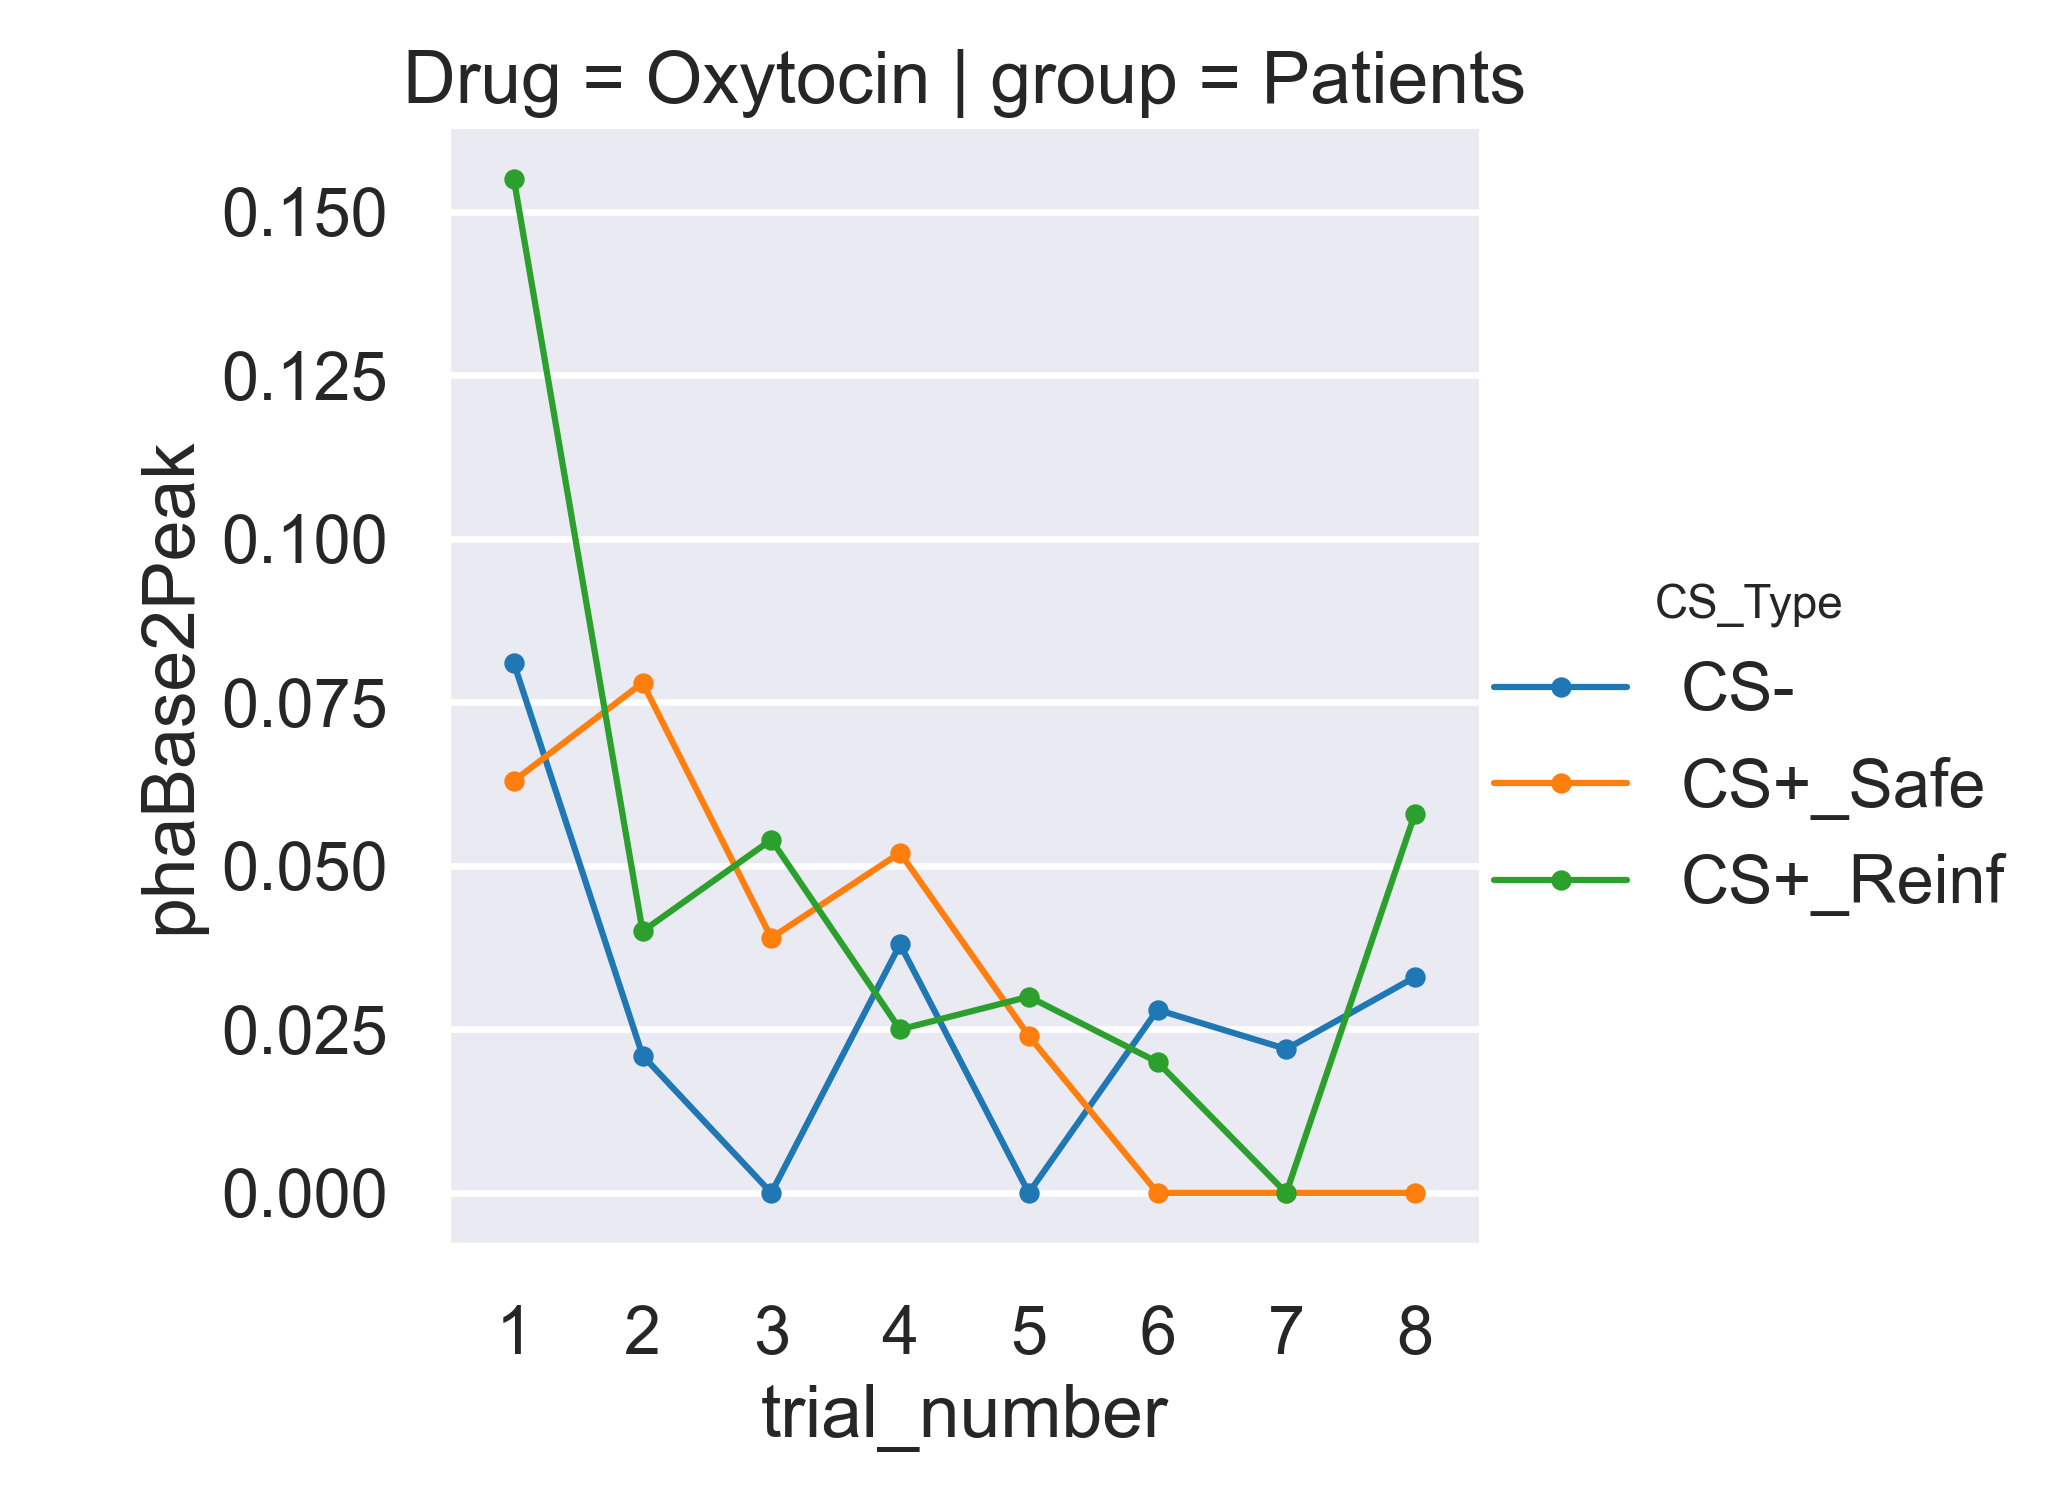 Drug = Oxytocin | group = Patients
phaBase2Peak
0.150
0.125
0.100
0.075
0.050
0.025
0.000
1 2 3 4 5 6 7 8
trial_number
CS_Type
CS-
CS+_Safe
CS+_Reinf